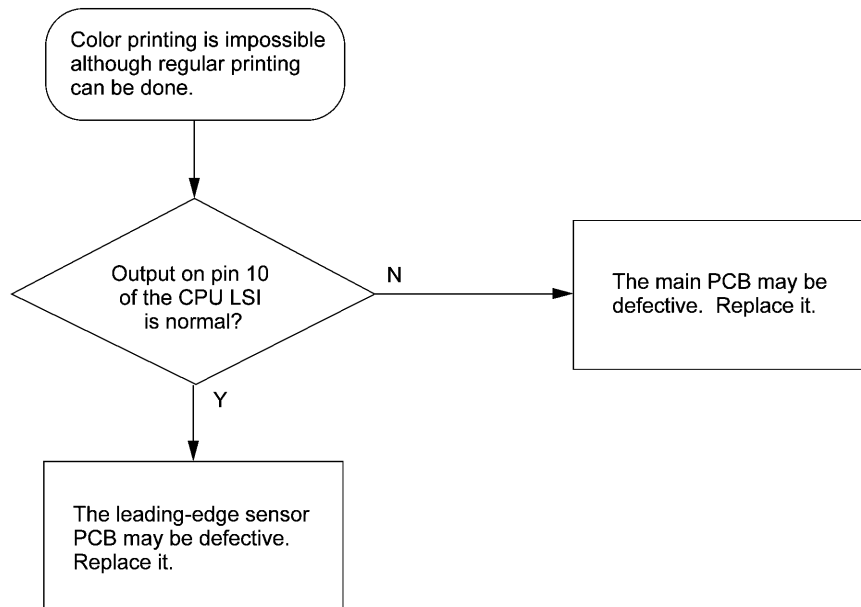 Color printing is impossible
although regular printing
can be done.
Output on pin 10
of the CPU LSI
is normal?
N
The main PCB may be
defective.  Replace it.
Y
The leading-edge sensor
PCB may be defective.
Replace it.